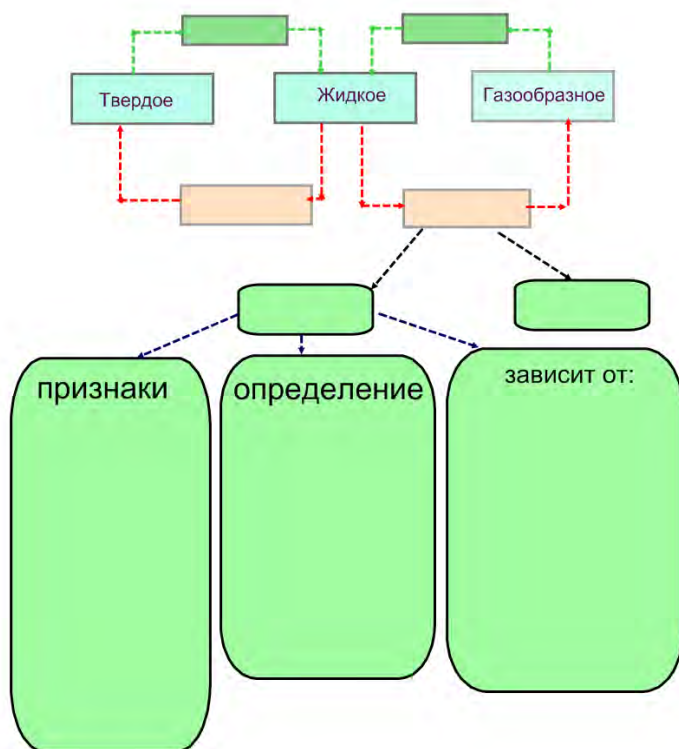 Твердое
Жидкое
Газообразное
признаки
определение
зависит от: